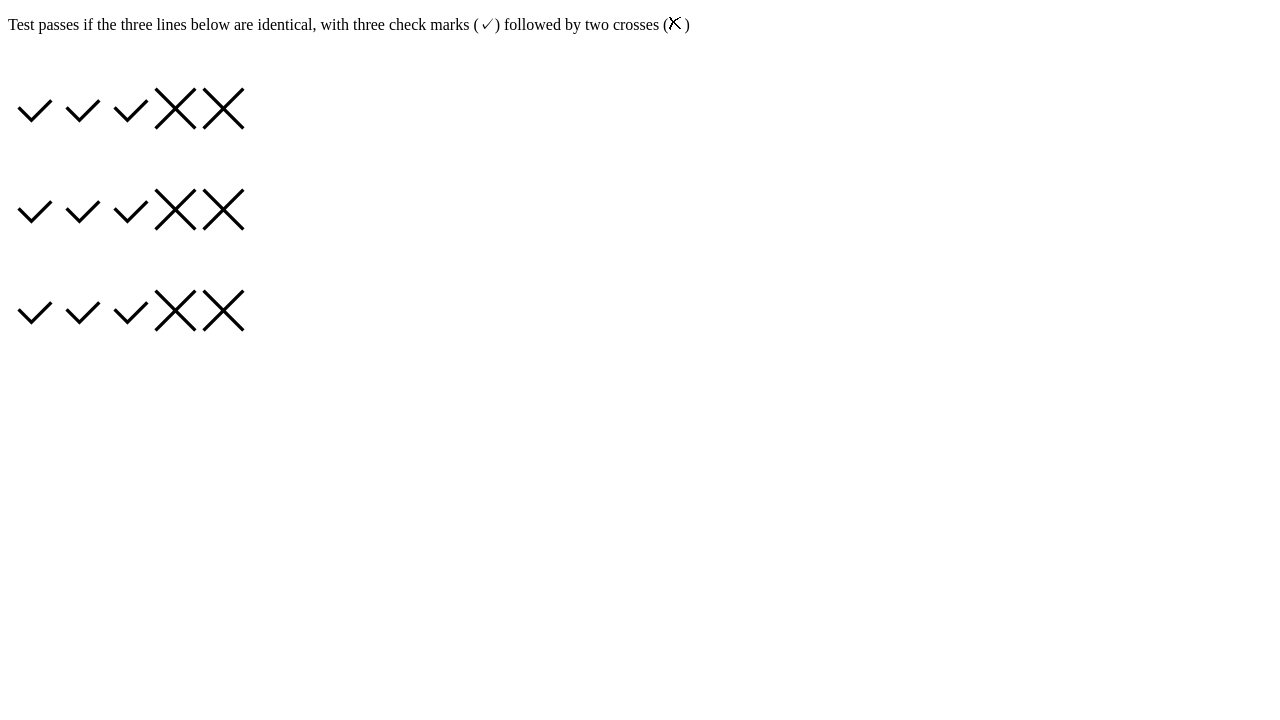 Test passes if the three lines below are identical, with three check marks (✓) followed by two crosses (☓)
✓✓✓☓☓
✓✓✓☓☓
✓✓✓☓☓